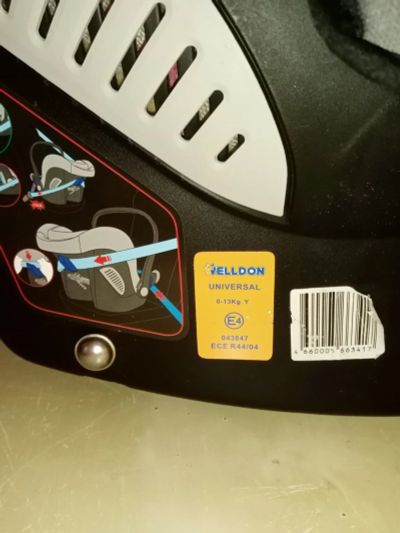 WELLDON
UNIVERSAL
0-13Kg Y
E4
043847
ECE R44/04
4 660005 863417